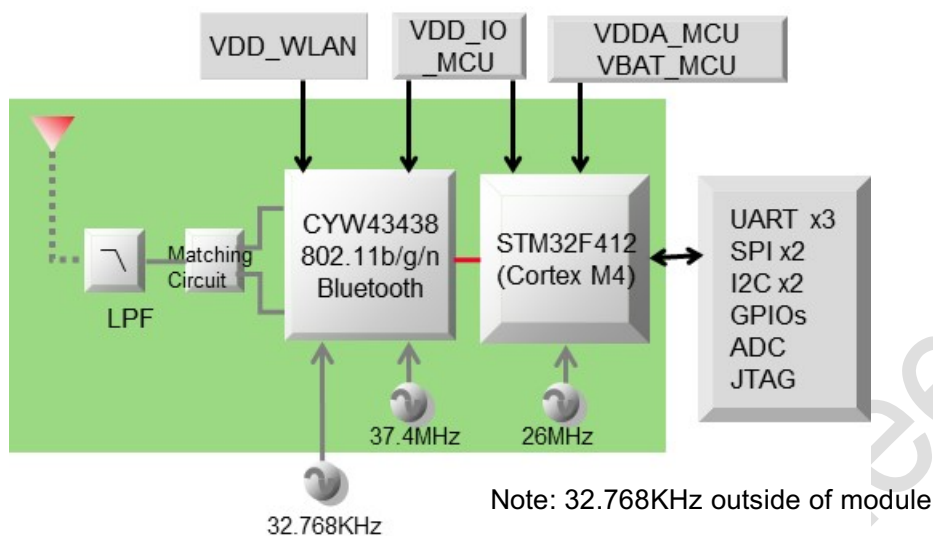 VDD_WLAN
VDD_IO
_MCU
VDDA_MCU
VBAT_MCU
CYW43438
802.11b/g/n
Bluetooth
STM32F412
(Cortex M4)
UART x3
SPI x2
I2C x2
GPIOs
ADC
JTAG
Matching
Circuit
LPF
37.4MHz
26MHz
32.768KHz
Note: 32.768KHz outside of module